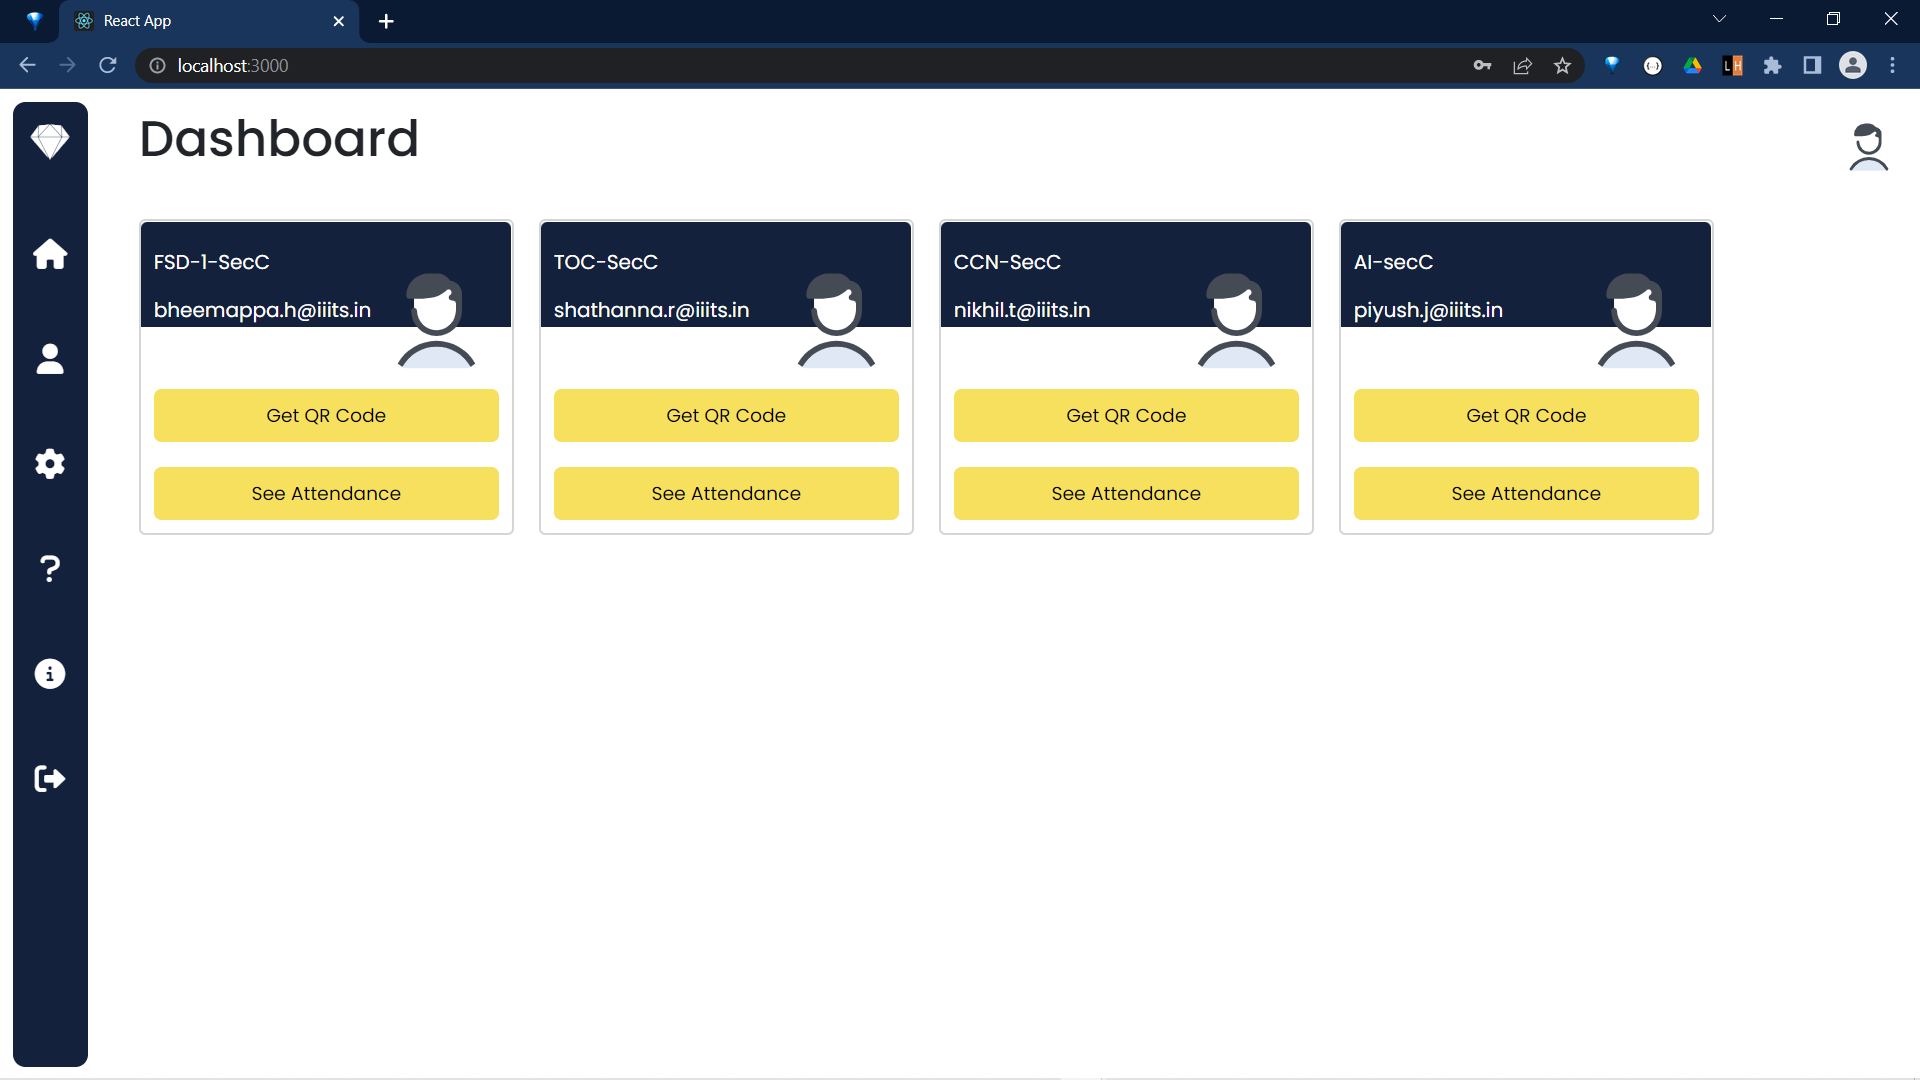 React App
localhost:3000
L H
Dashboard
FSD-1-SecC
bheemappa.h@iiits.in
Get QR Code
See Attendance
TOC-SecC
shathanna.r@iiits.in
Get QR Code
See Attendance
CCN-SecC
nikhil.t@iiits.in
Get QR Code
See Attendance
AI-secC
piyush.j@iiits.in
Get QR Code
See Attendance